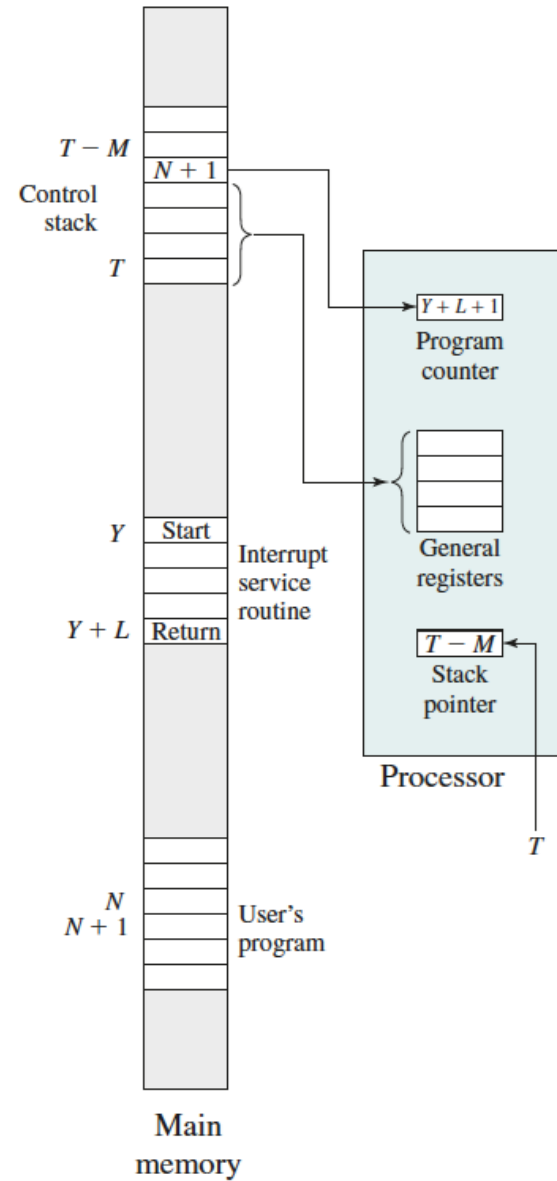 T − M
N + 1
Control
stack
T
Y + L + 1
Program
counter
Y
Start
Interrupt
service
routine
General
registers
Y + L
Return
T − M
Stack
pointer
Processor
T
N
N + 1
User's
program
Main
memory